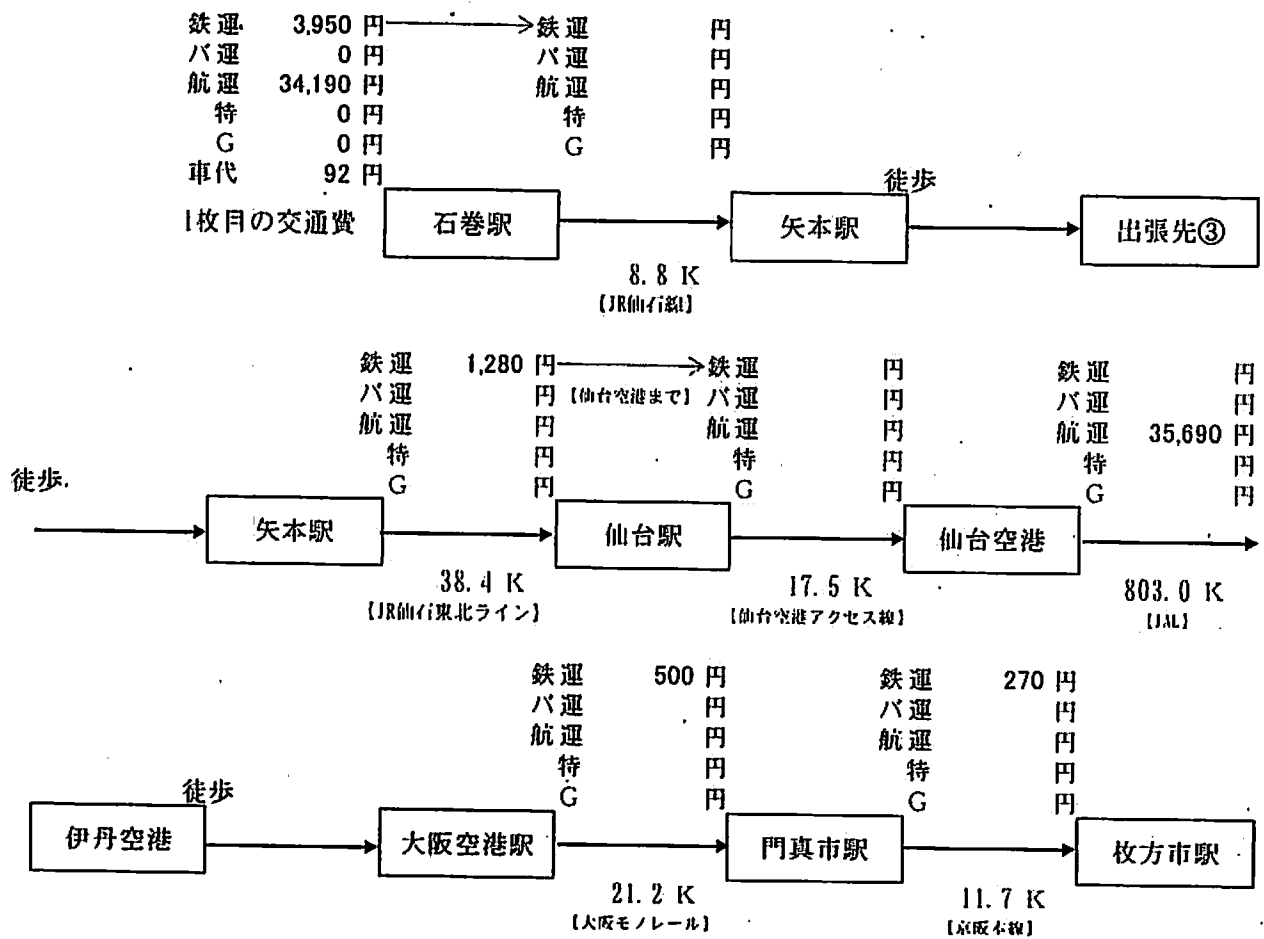 鉄運 3,950 円 鉄運 円
バ運 0 円 バ運 円
航運 34,190 円 航運 円
特 0 円 特 円
G 0 円 G 円
車代 92 円
徒歩
1枚目の交通費 石巻駅 矢本駅 出張先③
8.8 K
【JR仙石線】
鉄運 1,280 円 鉄運 円 鉄運 円
バ運 円 【仙台空港まで】 バ運 円 バ運 円
航運 円 航運 円 航運 35,690 円
特 円 特 円 特 円
G 円 G 円 G 円
徒歩
矢本駅 仙台駅 仙台空港
38.4 K 17.5 K 803.0 K
【JR仙石東北ライン】 【仙台空港アクセス線】 【JAL】
鉄運 500 円 鉄運 270 円
バ運 円 バ運 円
航運 円 航運 円
特 円 特 円
G 円 G 円
徒歩
伊丹空港 大阪空港駅 門真市駅 枚方市駅
21.2 K 11.7 K
【大阪モノレール】 【京阪本線】